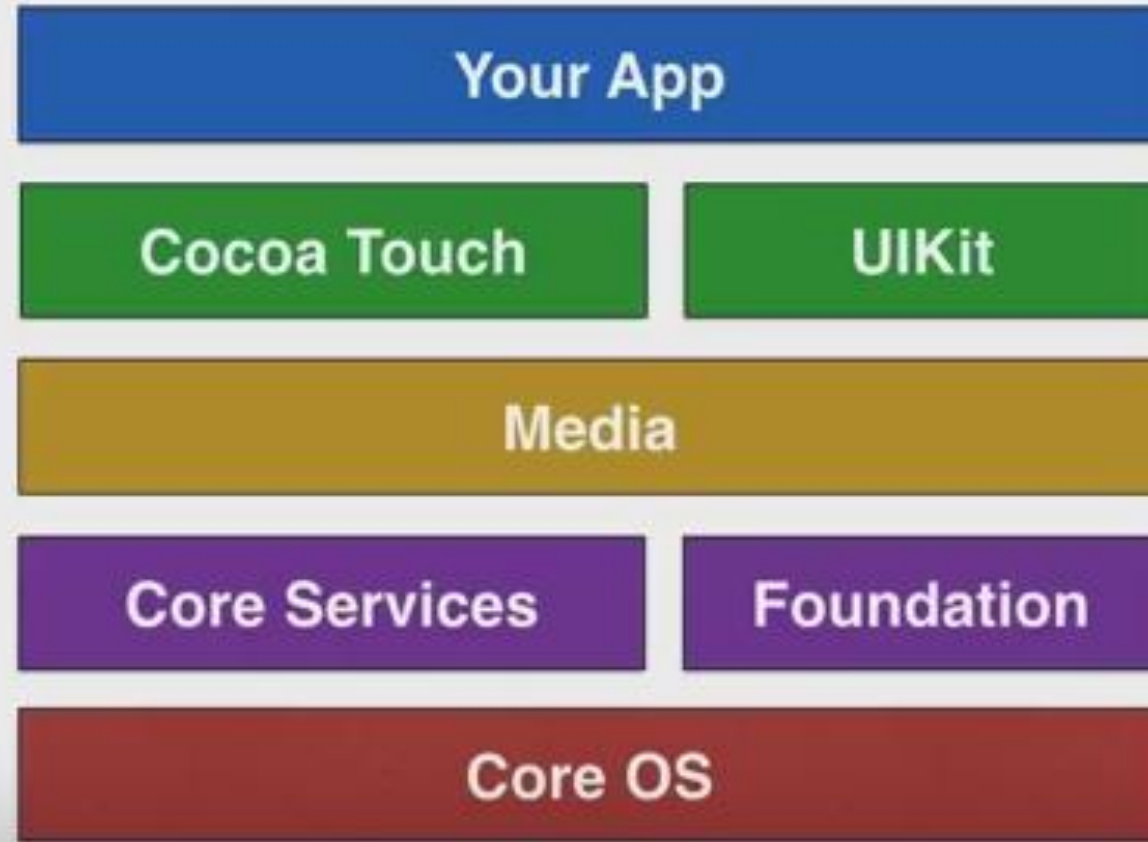 Your App
Cocoa Touch
UIKit
Media
Core Services
Foundation
Core OS